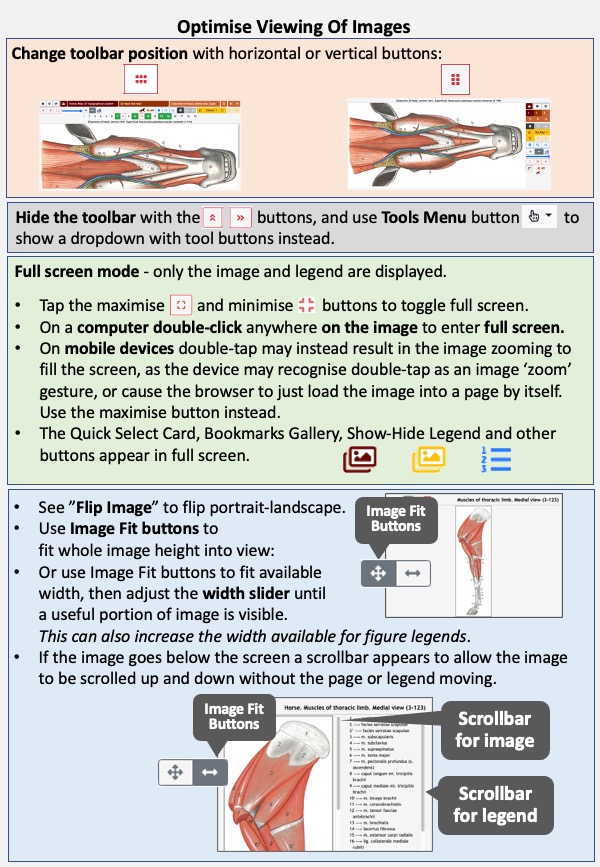 Optimise Viewing Of Images
Change toolbar position with horizontal or vertical buttons:
Hide the toolbar with the buttons, and use Tools Menu button to
show a dropdown with tool buttons instead.
Full screen mode - only the image and legend are displayed.
• Tap the maximise and minimise buttons to toggle full screen.
• On a computer double-click anywhere on the image to enter full screen.
• On mobile devices double-tap may instead result in the image zooming to
fill the screen, as the device may recognise double-tap as an image ‘zoom’
gesture, or cause the browser to just load the image into a page by itself.
Use the maximise button instead.
• The Quick Select Card, Bookmarks Gallery, Show-Hide Legend and other
buttons appear in full screen.
1
2
3
• See ”Flip Image” to flip portrait-landscape.
• Use Image Fit buttons to
fit whole image height into view:
• Or use Image Fit buttons to fit available
width, then adjust the width slider until
a useful portion of image is visible.
This can also increase the width available for figure legends.
• If the image goes below the screen a scrollbar appears to allow the image
to be scrolled up and down without the page or legend moving.
Muscles of thoracic limb. Medial view (3-123)
Image Fit
Buttons
Image Fit
Buttons
Horse. Muscles of thoracic limb. Medial view (3-123)
2 — facies serratae scapulae
2' — facies serratae scapulae
3 — m. subscapularis
4 — m. subclavius
5 — m. supraspinatus
6 — m. teres major
7 — m. pectoralis profundus (s.
ascendens)
8 — caput longum mi. tricipitis
brachii
9 — caput mediale mi. tricipitis
brachii
10 — m. biceps brachii
11 — m. coracobrachialis
12 — m. tensor fasciae
antebrachii
13 — m. brachialis
14 — lacertus fibrosus
15 — m. extensor carpi radialis
16 — lig. collaterale mediale
cubiti
Scrollbar
for image
Scrollbar
for legend